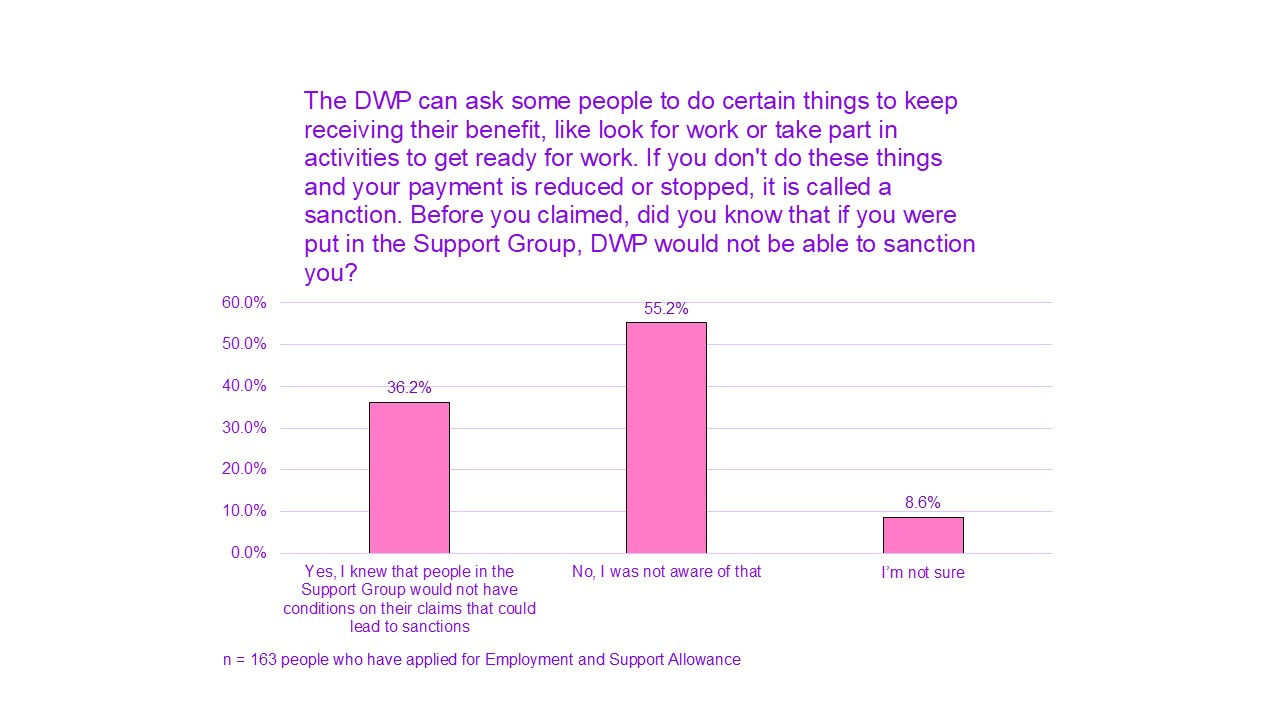 The DWP can ask some people to do certain things to keep
receiving their benefit, like look for work or take part in
activities to get ready for work. If you don't do these things
and your payment is reduced or stopped, it is called a
sanction. Before you claimed, did you know that if you were
put in the Support Group, DWP would not be able to sanction
you?
60.0%
50.0%
40.0%
30.0%
20.0%
10.0%
0.0%
36.2%
55.2%
8.6%
Yes, I knew that people in the
Support Group would not have
conditions on their claims that could
lead to sanctions
No, I was not aware of that
I’m not sure
n = 163 people who have applied for Employment and Support Allowance